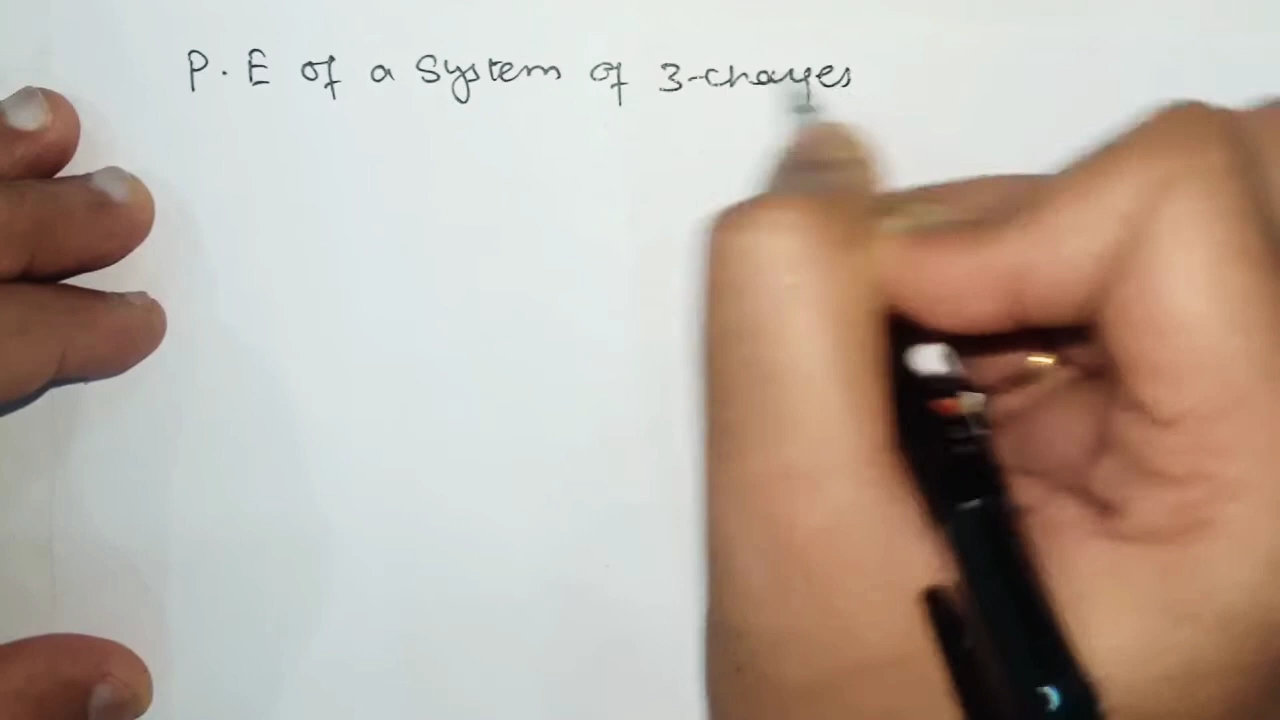 P.E of a System of 3-charges